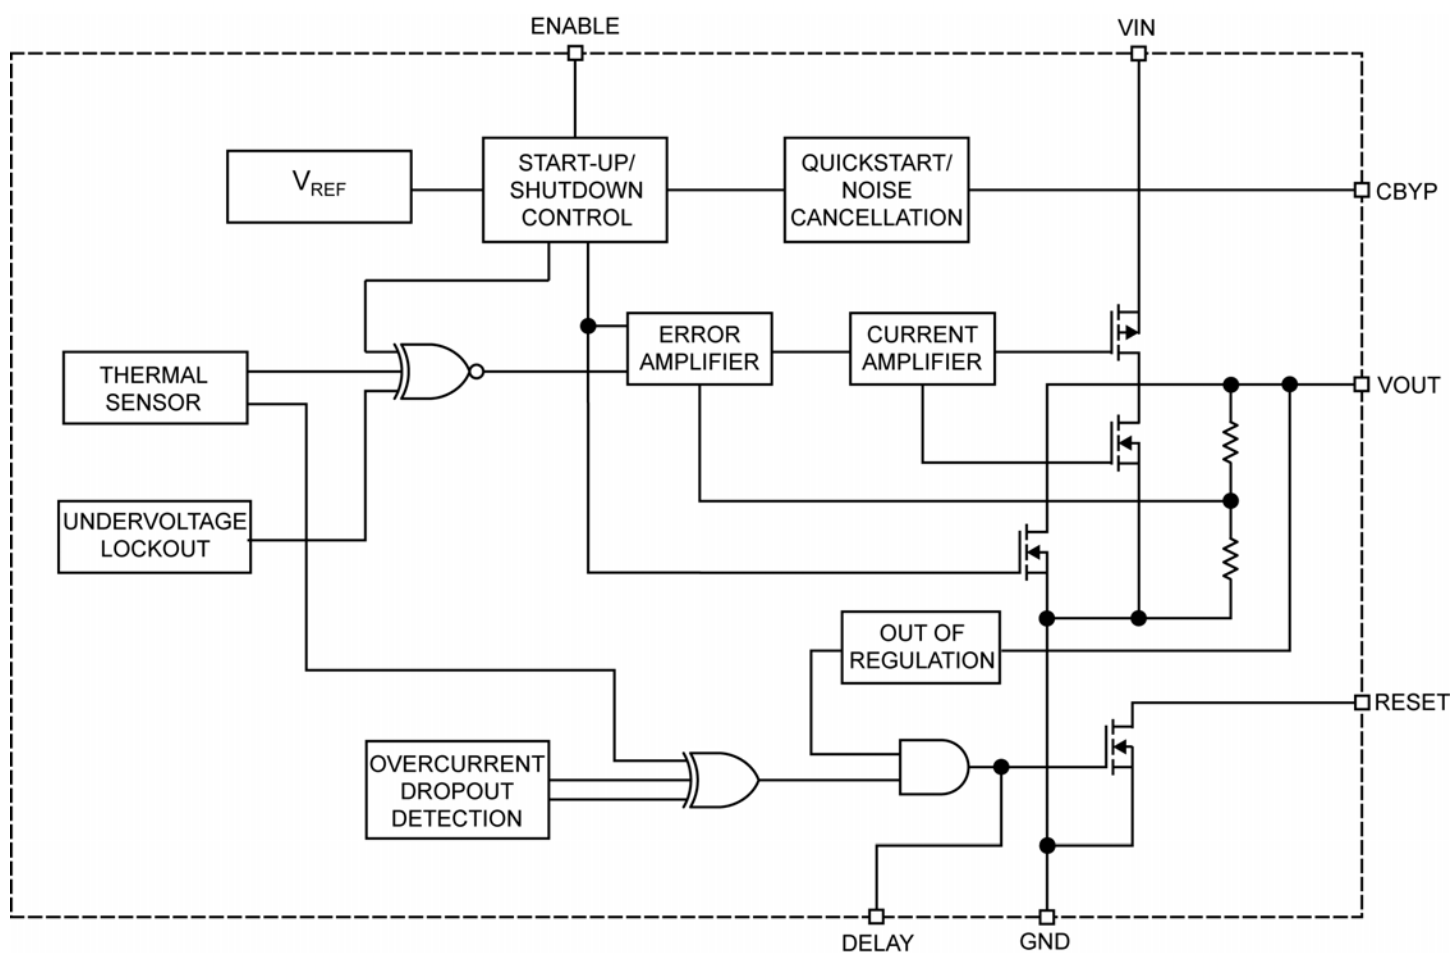 ENABLE
VIN
V_REF
START-UP/
SHUTDOWN
CONTROL
QUICKSTART/
NOISE
CANCELLATION
CBYP
THERMAL
SENSOR
ERROR
AMPLIFIER
CURRENT
AMPLIFIER
VOUT
UNDERVOLTAGE
LOCKOUT
OUT OF
REGULATION
RESET
OVERCURRENT
DROPOUT
DETECTION
DELAY
GND